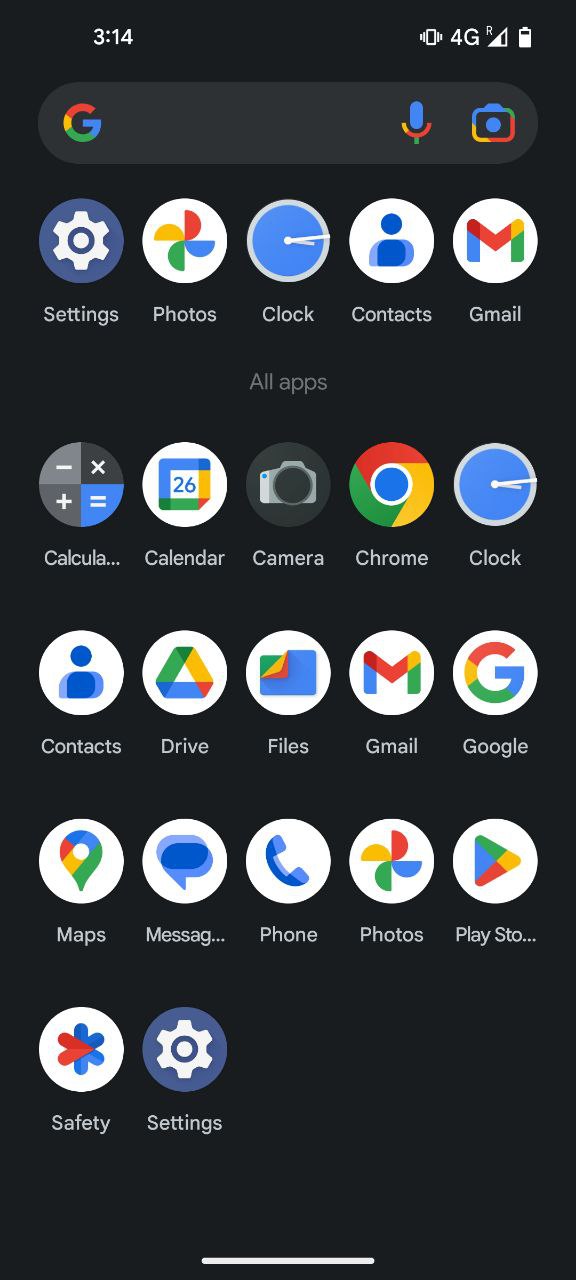 3:14 4G R
Settings Photos Clock Contacts Gmail
All apps
26
Calcula... Calendar Camera Chrome Clock
Contacts Drive Files Gmail Google
Maps Messag... Phone Photos Play Sto...
Safety Settings